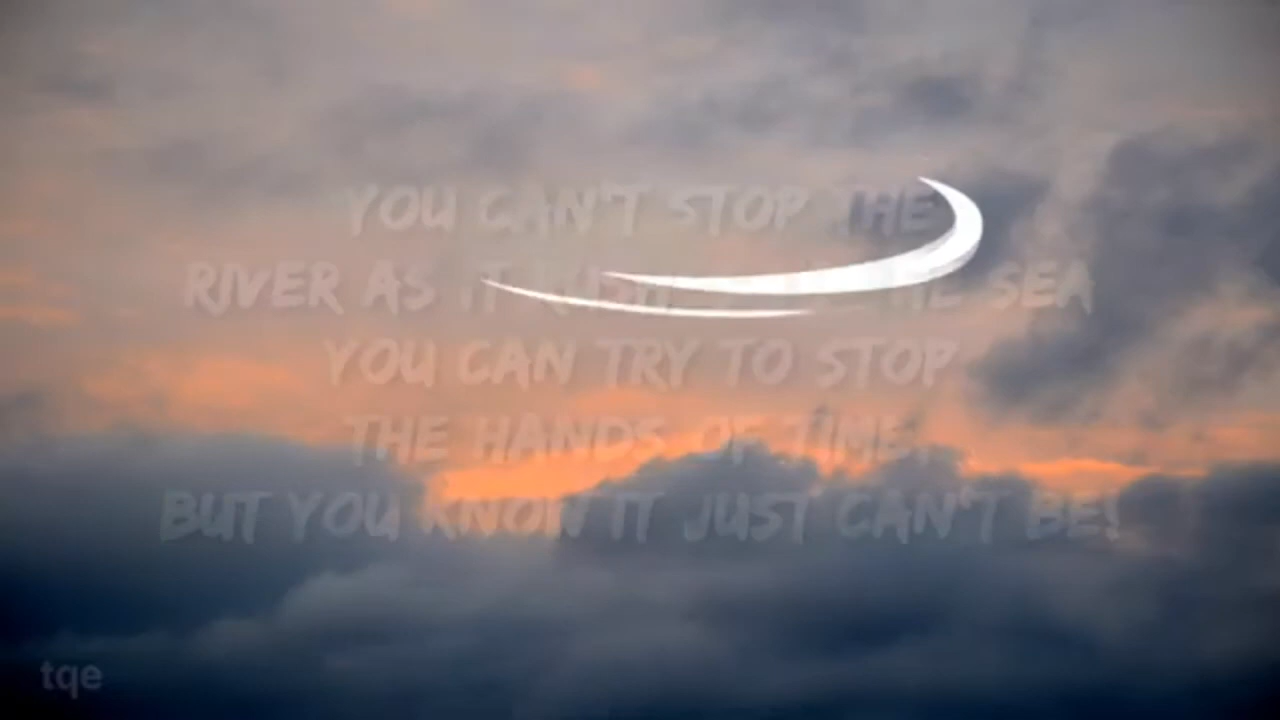 YOU CAN'T STOP THE
RIVER AS IT SEA
YOU CAN TRY TO STOP
THE HANDS OF TIME,
BUT YOU KNOW IT JUST CAN'T BE!
tqe